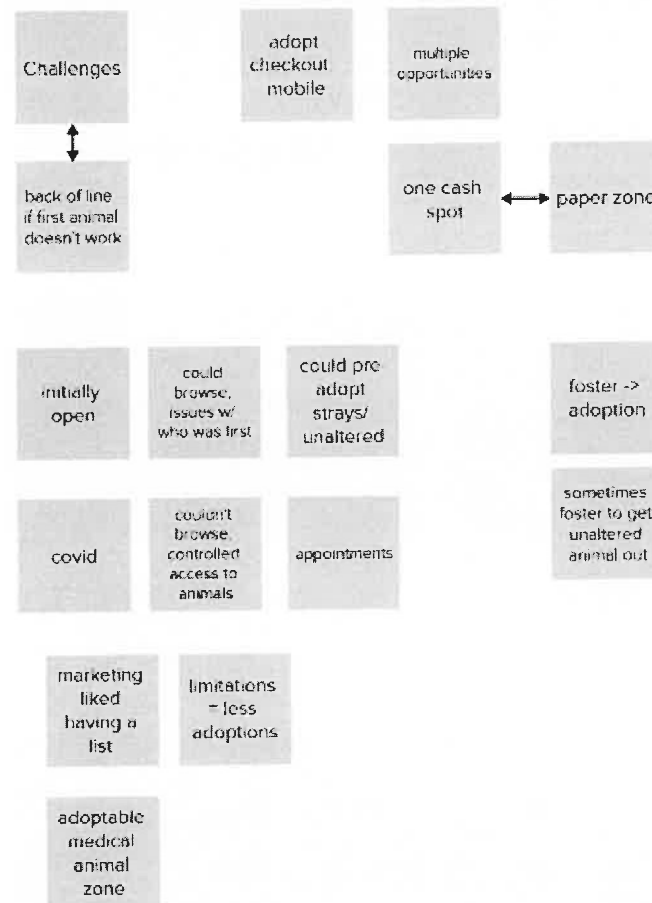 Challenges
adopt
checkout
mobile
multiple
opportunities
back of line
if first animal
doesn't work
one cash
spot
paper zone
initially
open
could
browse,
issues w/
who was first
could pre
adopt
strays/
unaltered
foster ->
adoption
covid
couldn't
browse,
controlled
access to
animals
appointments
sometimes
foster to get
unaltered
animal out
marketing
liked
having a
list
limitations
= less
adoptions
adoptable
medical
animal
zone